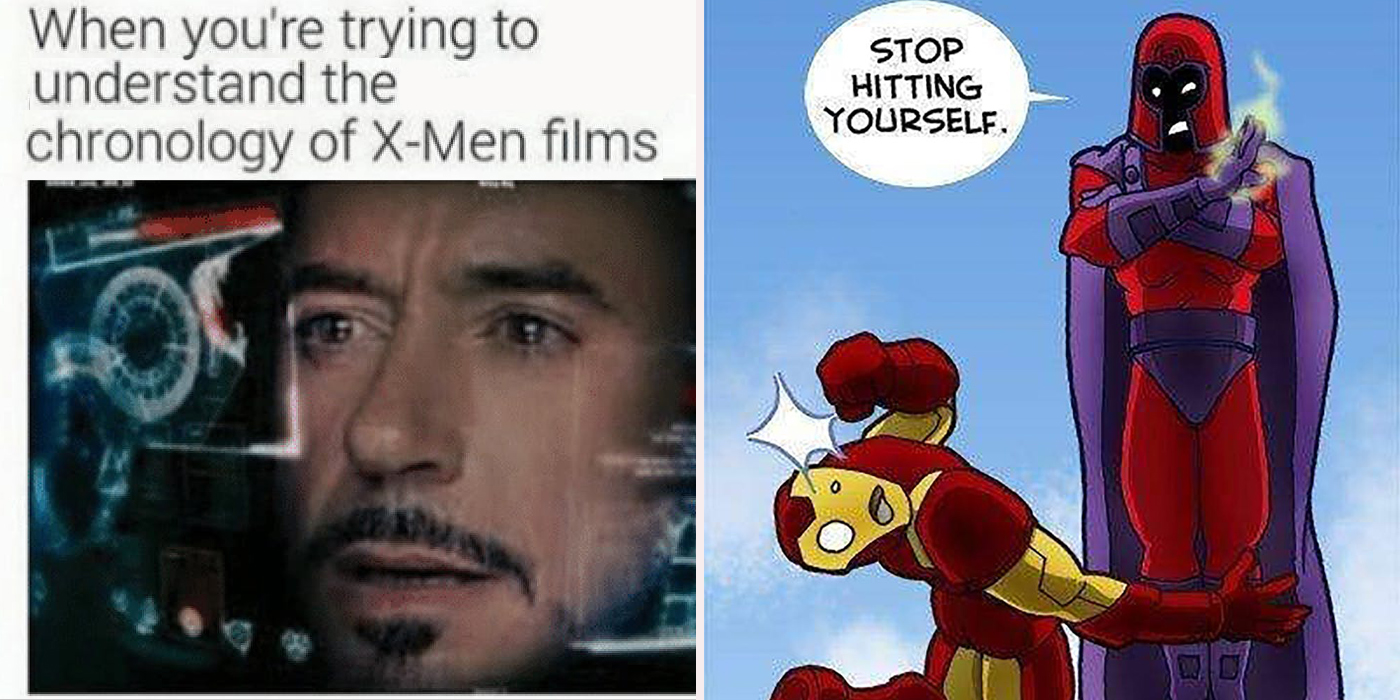 When you're trying to
understand the
chronology of X-Men films
STOP
HITTING
YOURSELF.